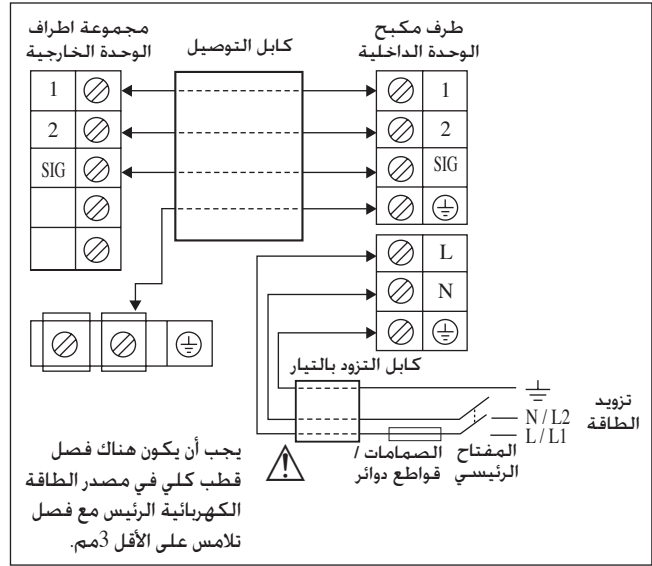 مجموعة اطراف
الوحدة الخارجية
كابل التوصيل
طرف مكبح
الوحدة الداخلية
1
2
SIG
1
2
SIG
L
N
كابل التزود بالتيار
تزويد
الطاقة
N / L2
L / L1
المفتاح
الرئيسي
الصمامات /
قواطع دوائر
يجب أن يكون هناك فصل
قطب كلي في مصدر الطاقة
الكهربائية الرئيس مع فصل
تلامس على الأقل 3مم.